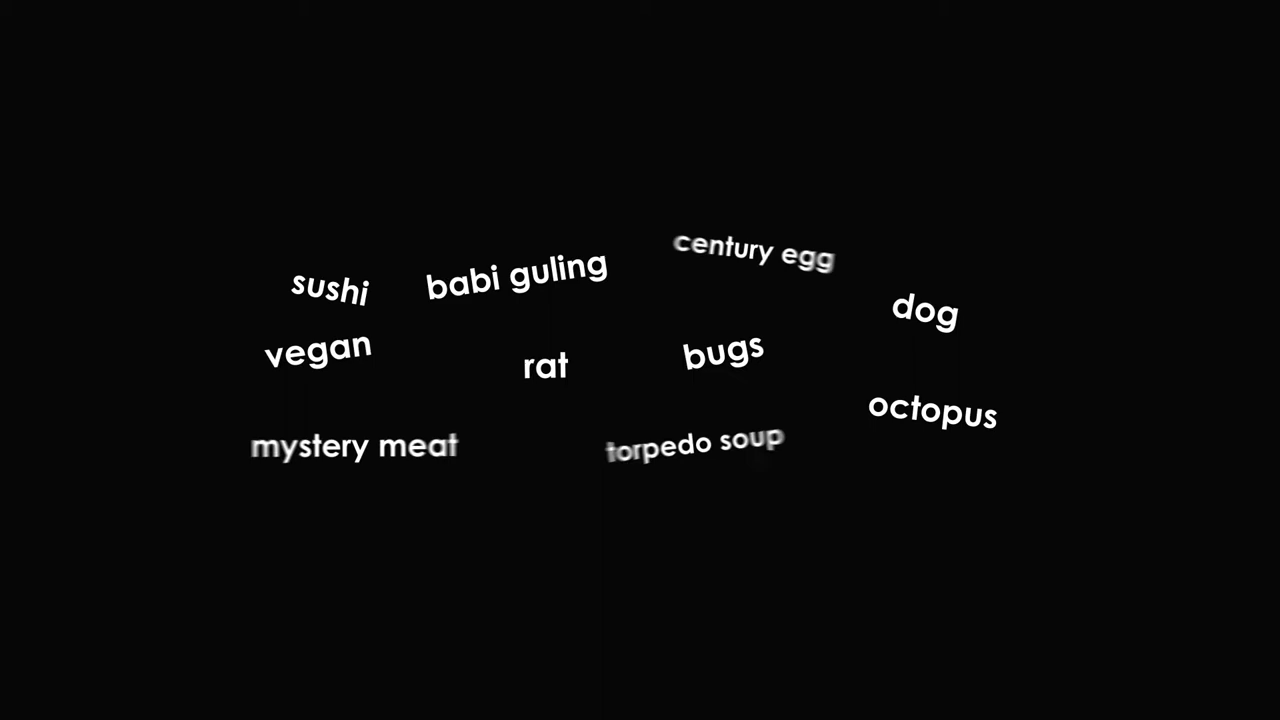 century egg
babi guling
sushi
dog
vegan
bugs
rat
octopus
mystery meat
torpedo soup